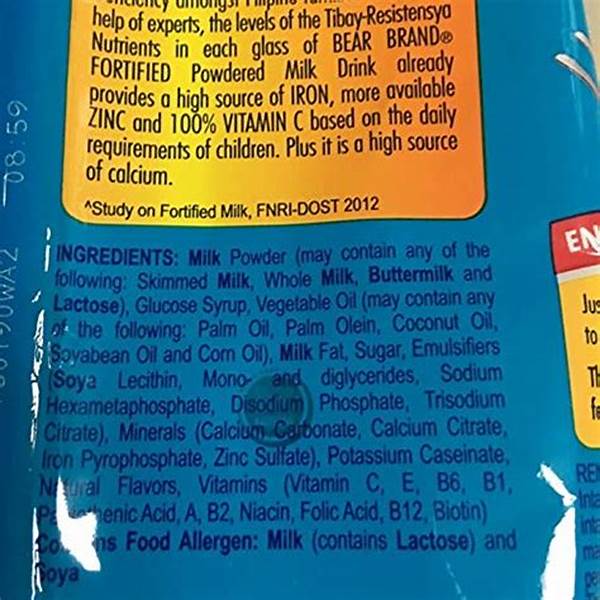 amongst
help of experts, the levels of the Tibay-Resistensya
Nutrients in each glass of BEAR BRAND®
FORTIFIED Powdered Milk Drink already
provides a high source of IRON, more available
ZINC and 100% VITAMIN C based on the daily
requirements of children. Plus it is a high source
of calcium.
^Study on Fortified Milk, FNRI-DOST 2012
INGREDIENTS: Milk Powder (may contain any of the
following: Skimmed Milk, Whole Milk, Buttermilk and
Lactose), Glucose Syrup, Vegetable Oil (may contain any
of the following: Palm Oil, Palm Olein, Coconut Oil,
Soyabean Oil and Corn Oil), Milk Fat, Sugar, Emulsifiers
(Soya Lecithin, Mono- and diglycerides, Sodium
Hexametaphosphate, Disodium Phosphate, Trisodium
Citrate), Minerals (Calcium Carbonate, Calcium Citrate,
Iron Pyrophosphate, Zinc Sulfate), Potassium Caseinate,
Natural Flavors, Vitamins (Vitamin C, E, B6, B1,
Pantothenic Acid, A, B2, Niacin, Folic Acid, B12, Biotin)
Contains Food Allergen: Milk (contains Lactose) and
Soya
08:59
EN
Jus
to
Th
fe
REM